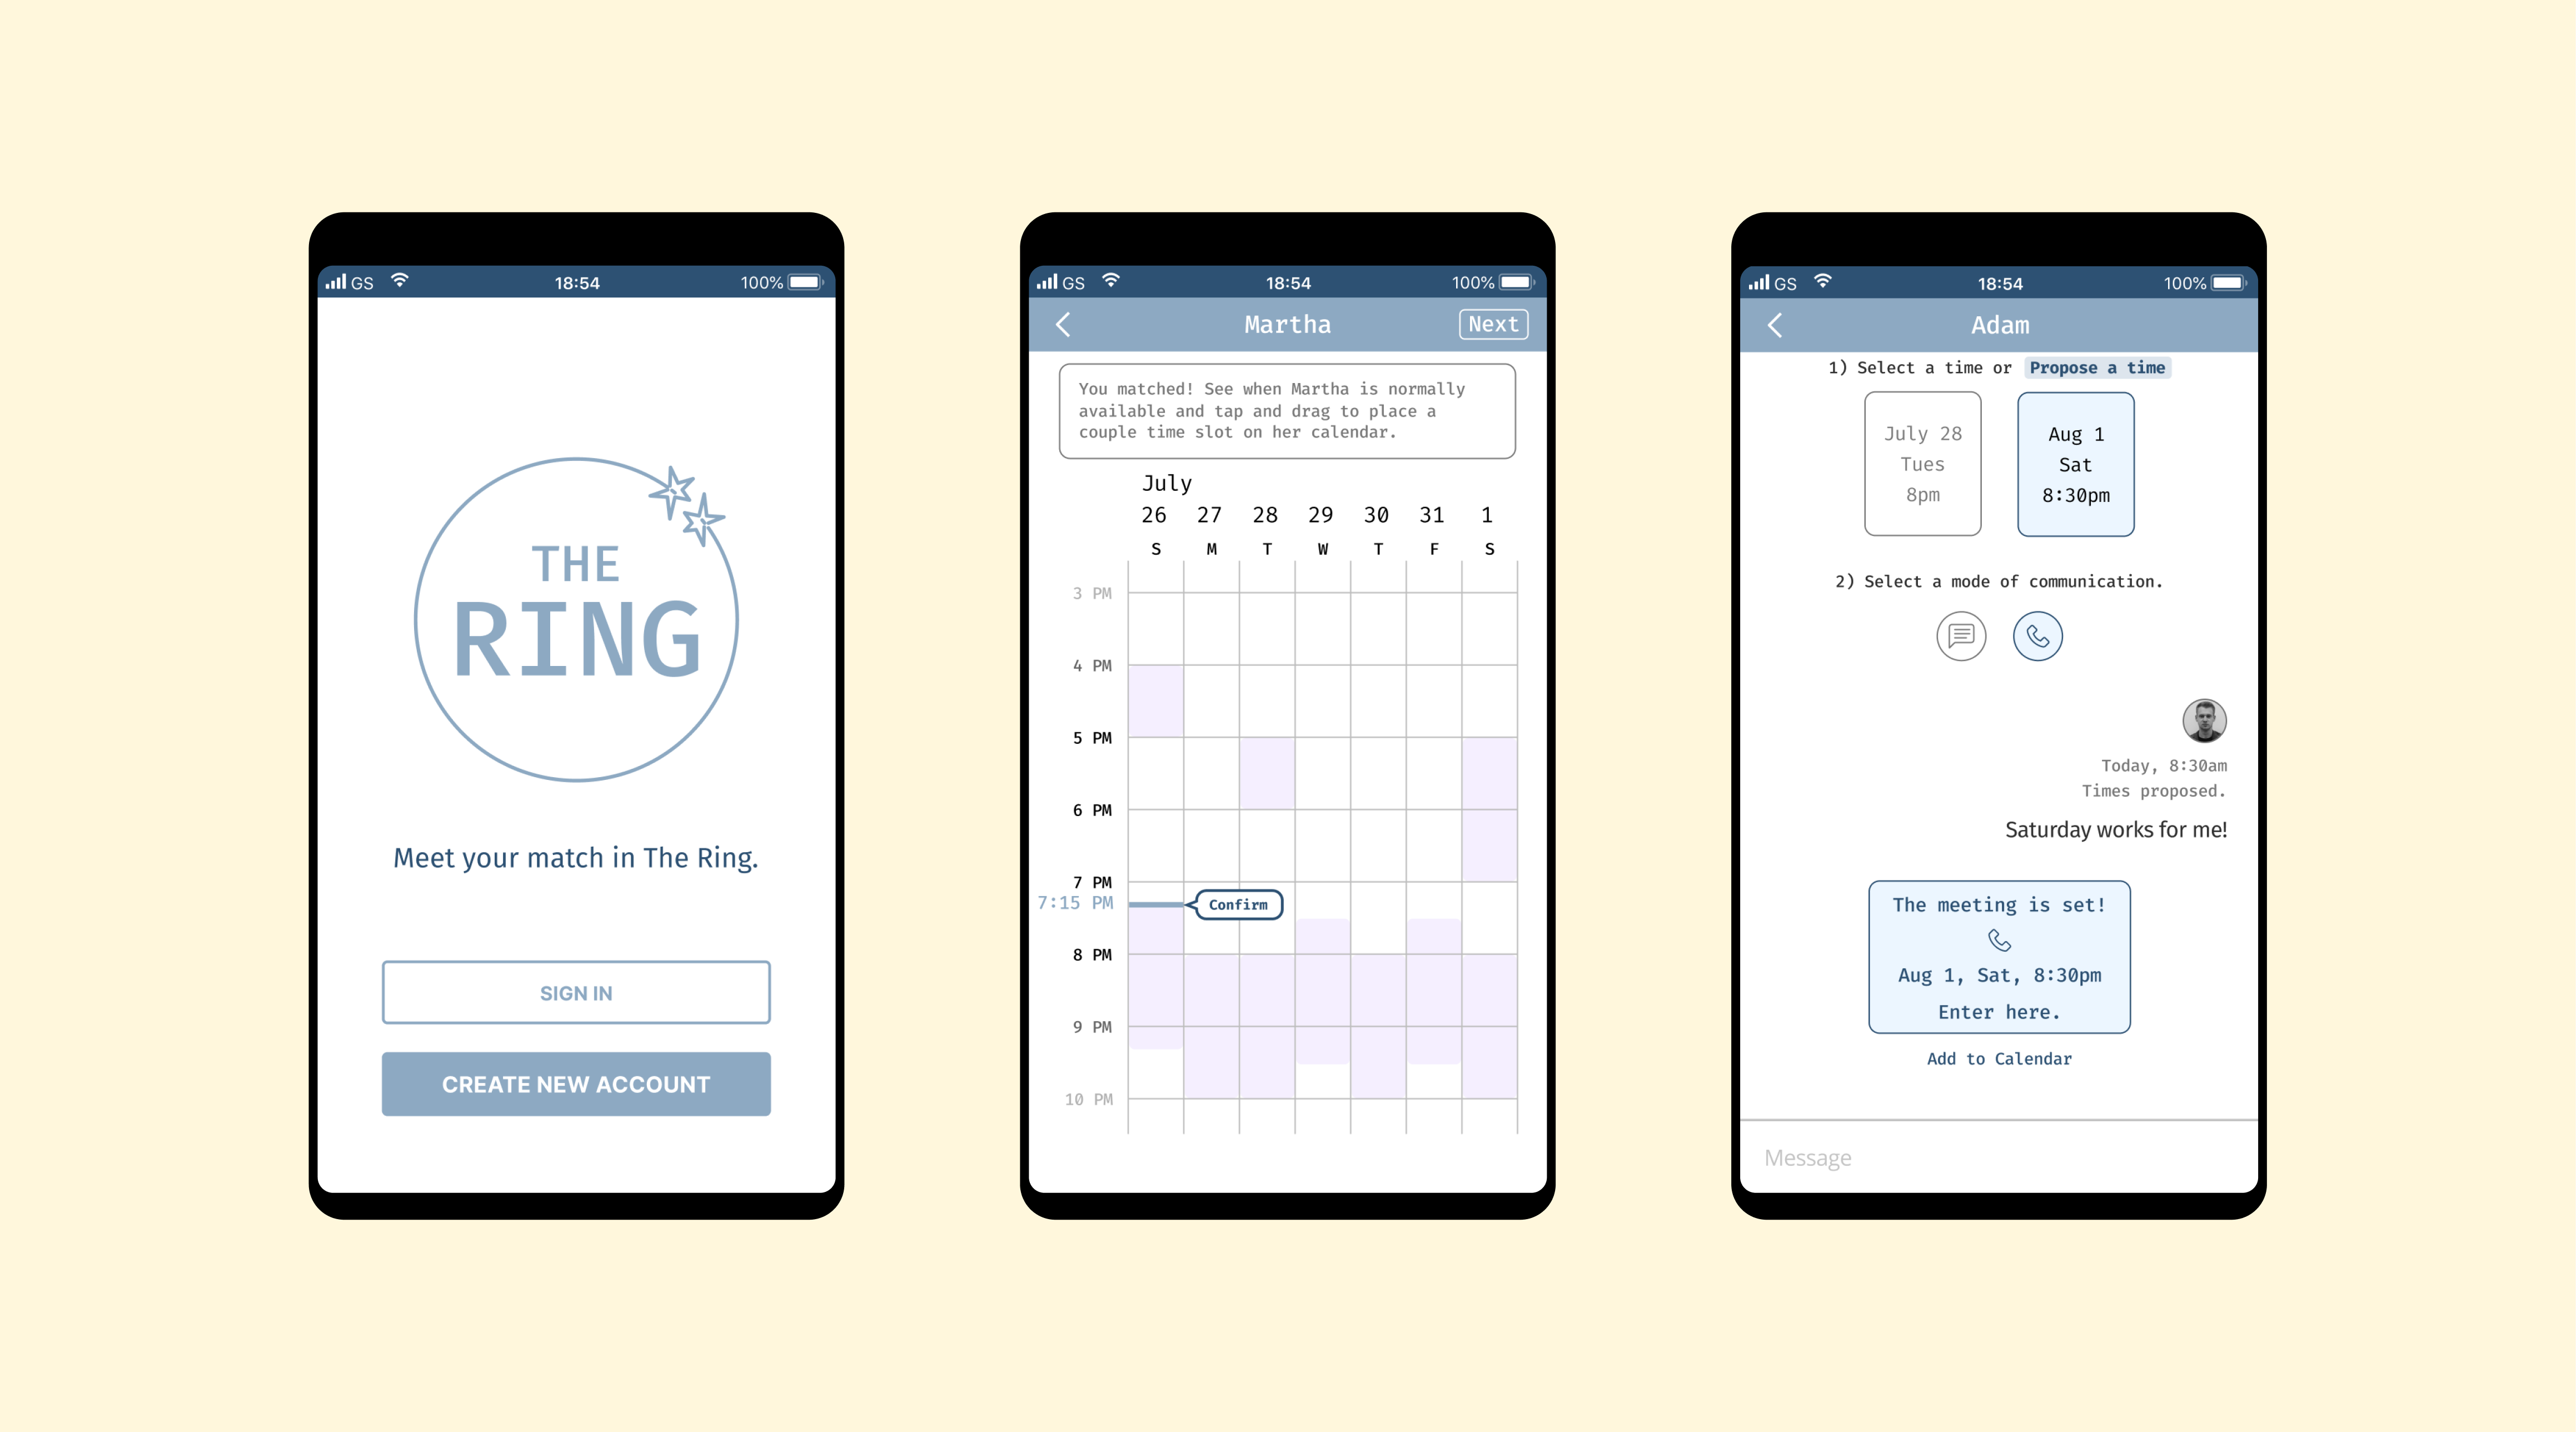 GS 18:54 100%
THE
RING
Meet your match in The Ring.
SIGN IN
CREATE NEW ACCOUNT
GS 18:54 100%
Martha Next
You matched! See when Martha is normally
available and tap and drag to place a
couple time slot on her calendar.
July
26 27 28 29 30 31 1
S M T W T F S
3 PM
4 PM
5 PM
6 PM
7 PM
7:15 PM Confirm
8 PM
9 PM
10 PM
GS 18:54 100%
Adam
1) Select a time or Propose a time
July 28
Tues
8pm
Aug 1
Sat
8:30pm
2) Select a mode of communication.
Today, 8:30am
Times proposed.
Saturday works for me!
The meeting is set!
Aug 1, Sat, 8:30pm
Enter here.
Add to Calendar
Message